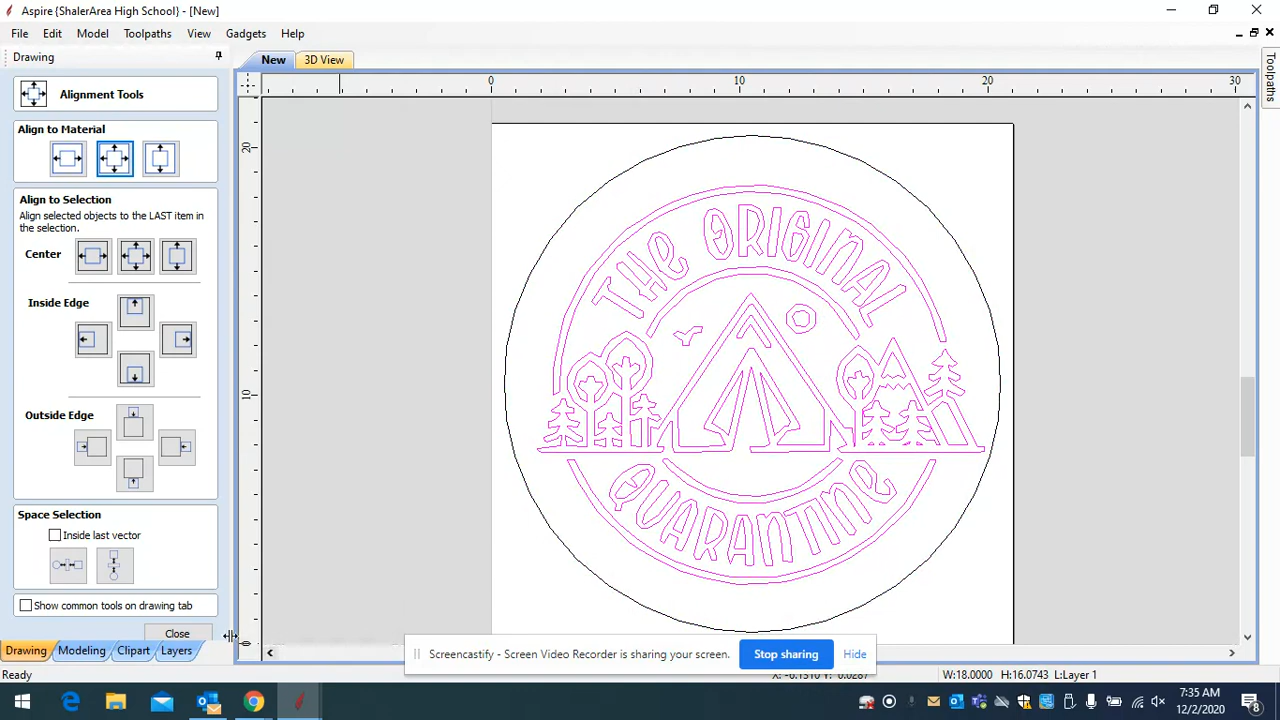 Aspire {ShalerArea High School} - [New]
File Edit Model Toolpaths View Gadgets Help
Drawing
New 3D View
Toolpaths
Alignment Tools
0 10 20 30
Align to Material
20
Align to Selection
Align selected objects to the LAST item in
the selection.
THE ORIGINAL
Center
Inside Edge
10
Outside Edge
QUARANTINE
Space Selection
Inside last vector
Show common tools on drawing tab
Close
0
Drawing Modeling Clipart Layers
Screencastify - Screen Video Recorder is sharing your screen. Stop sharing Hide
Ready
W:18.0000 H:16.0743 L:Layer 1
7:35 AM
12/2/2020
8